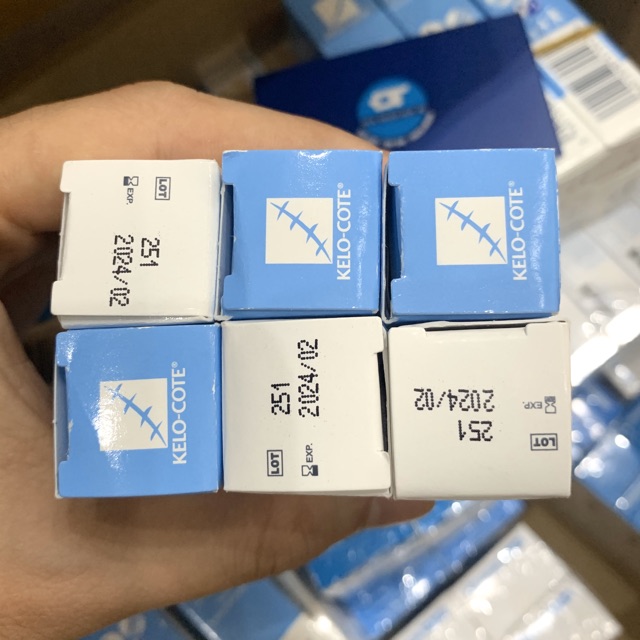 LOT
251
EXP.
2024/02
KELO-COTE®
KELO-COTE®
KELO-COTE®
LOT
251
EXP.
2024/02
LOT
251
EXP.
2024/02